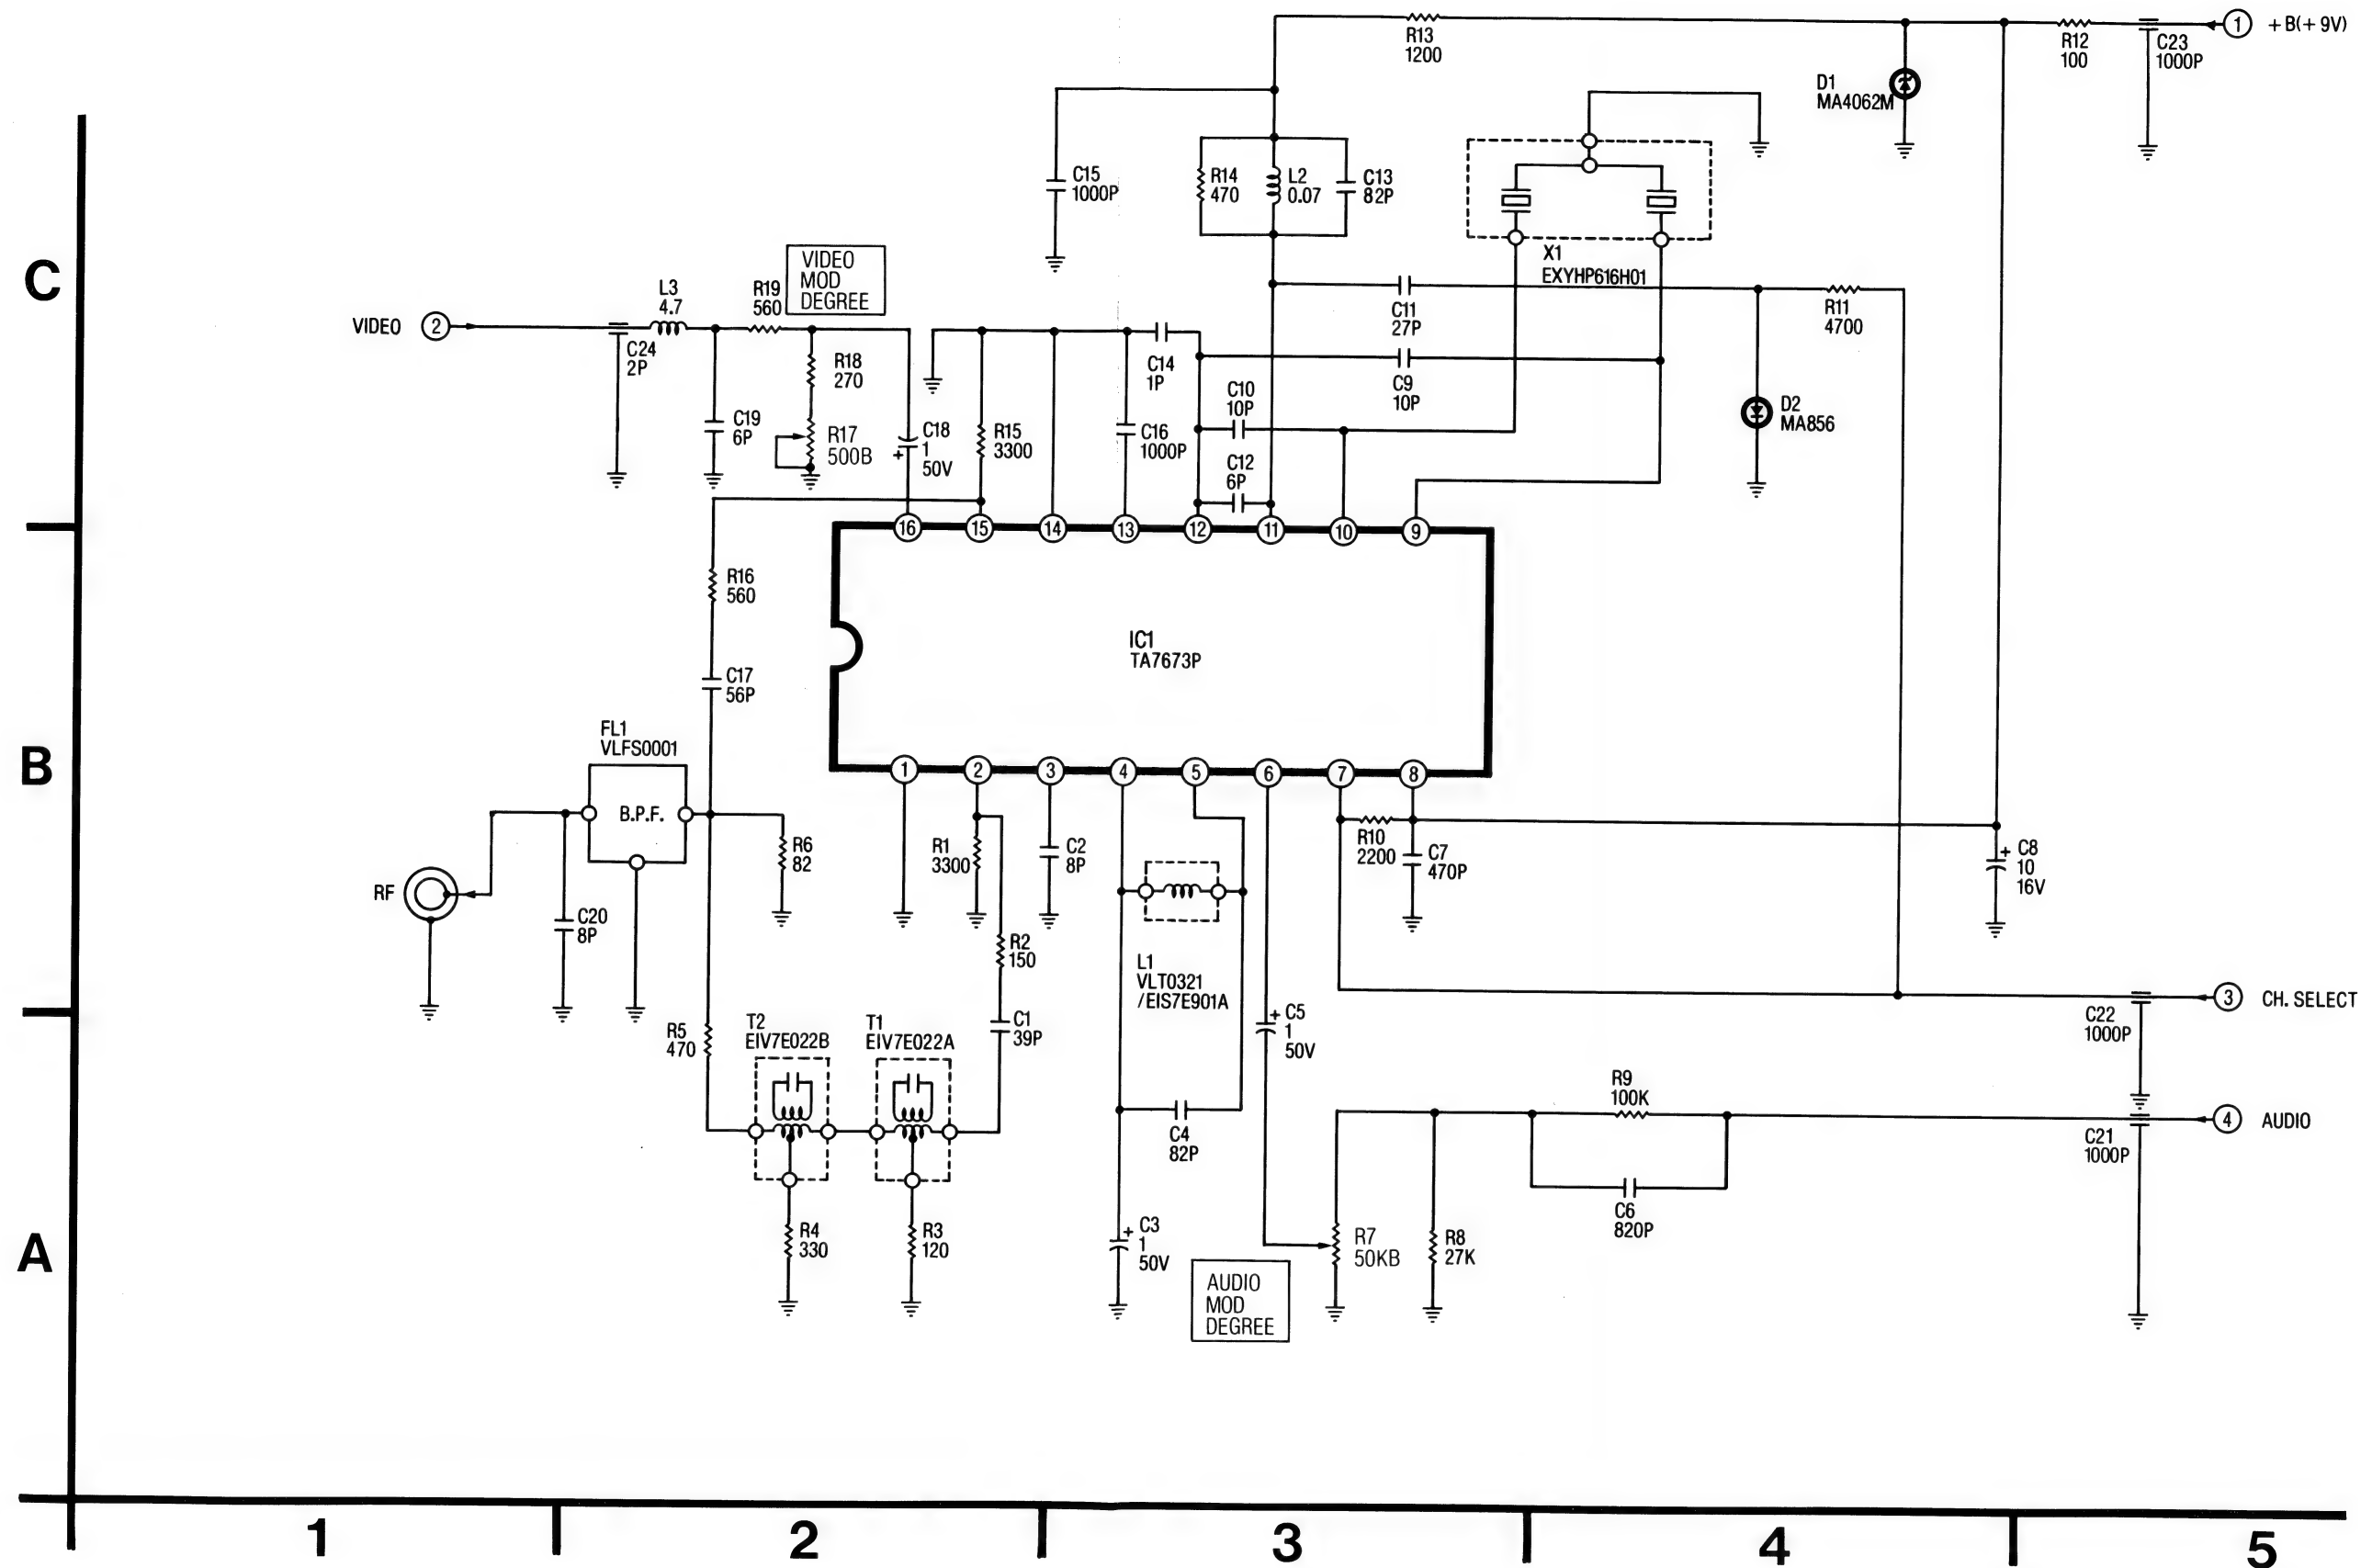 R13
1200
R12
100
C23
1000P
1
+B(+9V)
D1
MA4062M
C15
1000P
R14
470
L2
0.07
C13
82P
X1
EXYHP616H01
C
VIDEO
MOD
DEGREE
L3
4.7
R19
560
VIDEO
2
C24
2P
C19
6P
R18
270
R17
500B
C18
+
1
50V
R15
3300
C14
1P
C16
1000P
C10
10P
C12
6P
C11
27P
C9
10P
R11
4700
D2
MA856
16
15
14
13
12
11
10
9
R16
560
C17
56P
IC1
TA7673P
B
FL1
VLFS0001
B.P.F.
1
2
3
4
5
6
7
8
RF
C20
8P
R6
82
R1
3300
C2
8P
R10
2200
C7
470P
+
C8
10
16V
R2
150
L1
VLT0321
/EIS7E901A
C1
39P
+
C5
1
50V
3
CH. SELECT
C22
1000P
R5
470
T2
EIV7E022B
T1
EIV7E022A
R9
100K
4
AUDIO
C4
82P
C21
1000P
C6
820P
A
R4
330
R3
120
+
C3
1
50V
R7
50KB
R8
27K
AUDIO
MOD
DEGREE
1
2
3
4
5